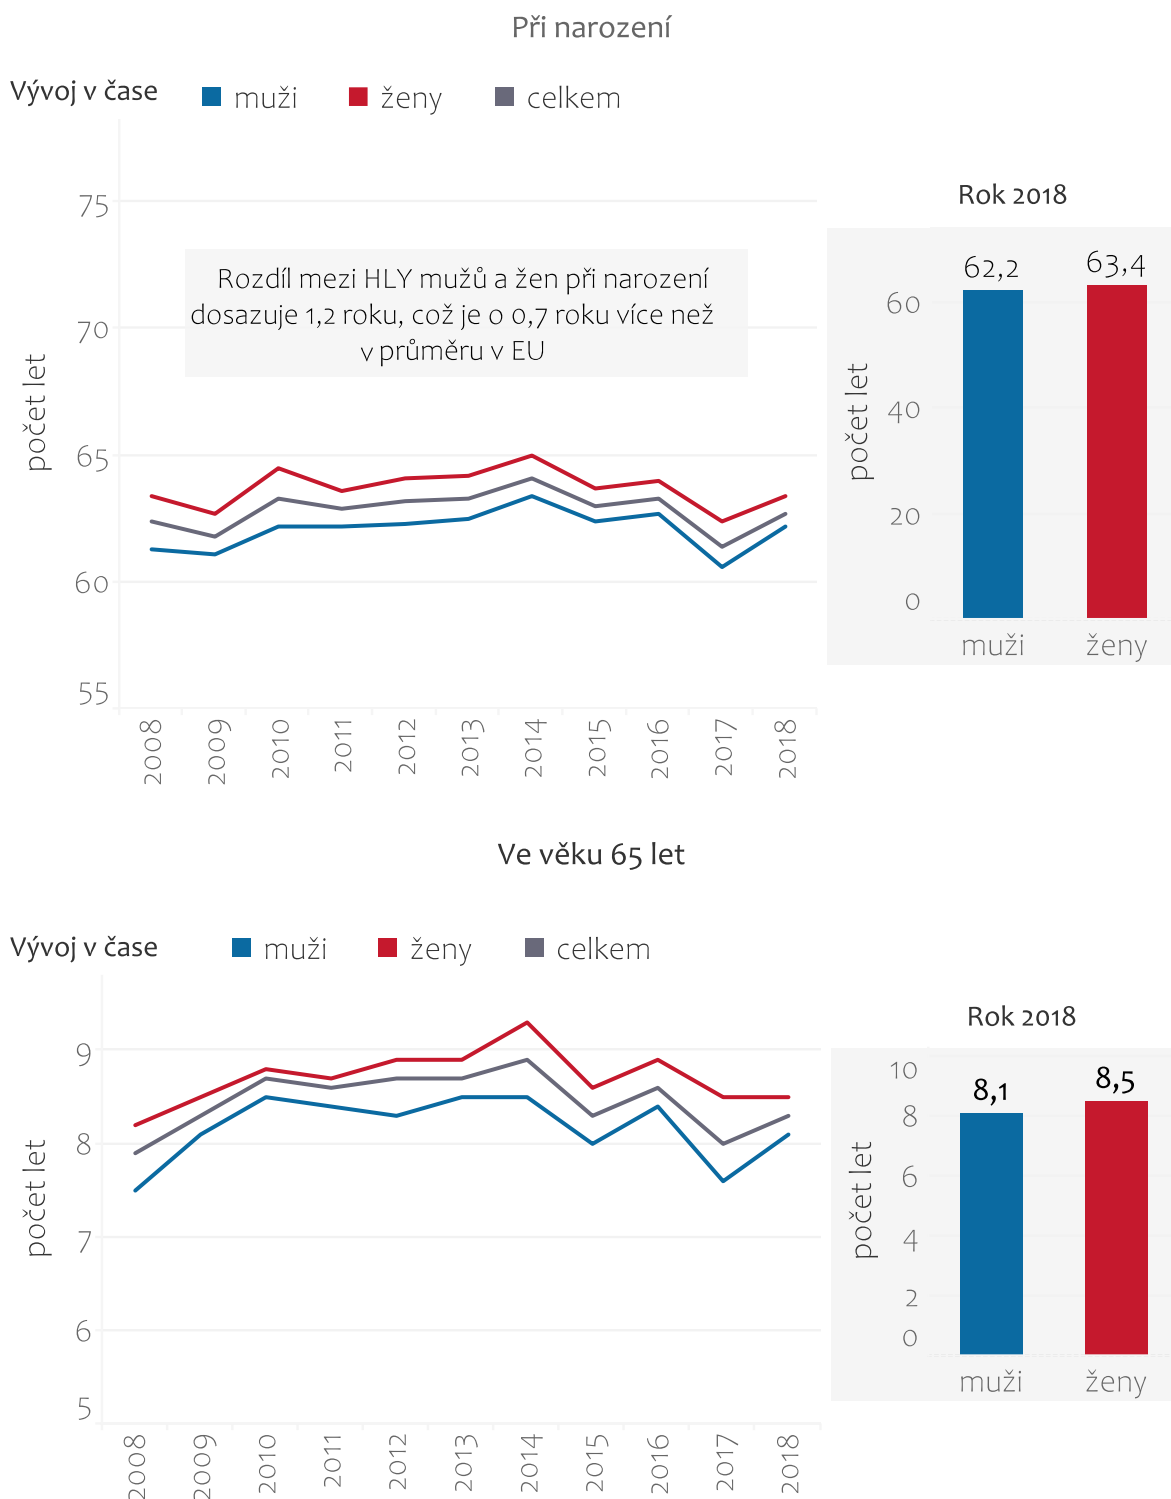 Při narození
Vývoj v čase
muži
ženy
celkem
75
70
65
60
55
počet let
Rozdíl mezi HLY mužů a žen při narození
dosazuje 1,2 roku, což je o 0,7 roku více než
v průměru v EU
2008
2009
2010
2011
2012
2013
2014
2015
2016
2017
2018
Rok 2018
62,2
63,4
60
40
20
0
počet let
muži
ženy
Ve věku 65 let
Vývoj v čase
muži
ženy
celkem
9
8
7
6
5
počet let
2008
2009
2010
2011
2012
2013
2014
2015
2016
2017
2018
Rok 2018
8,1
8,5
10
8
6
4
2
0
počet let
muži
ženy